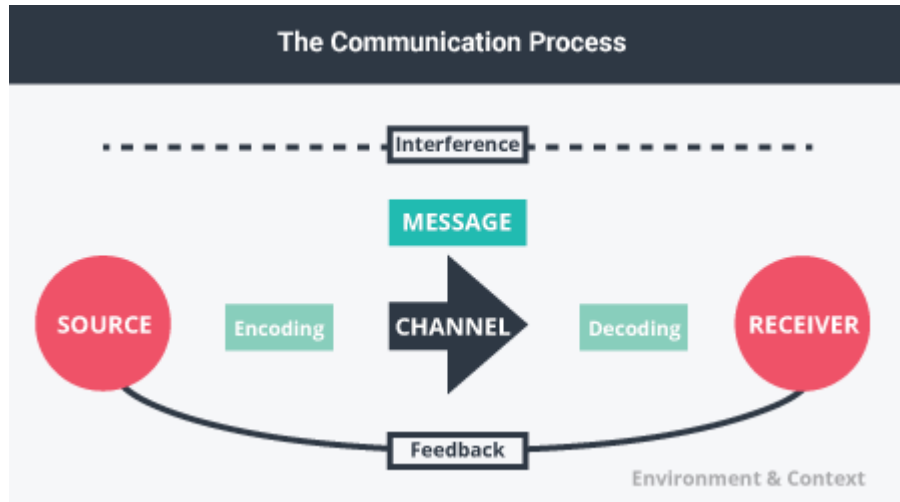 The Communication Process
Interference
MESSAGE
SOURCE
Encoding
CHANNEL
Decoding
RECEIVER
Feedback
Environment & Context